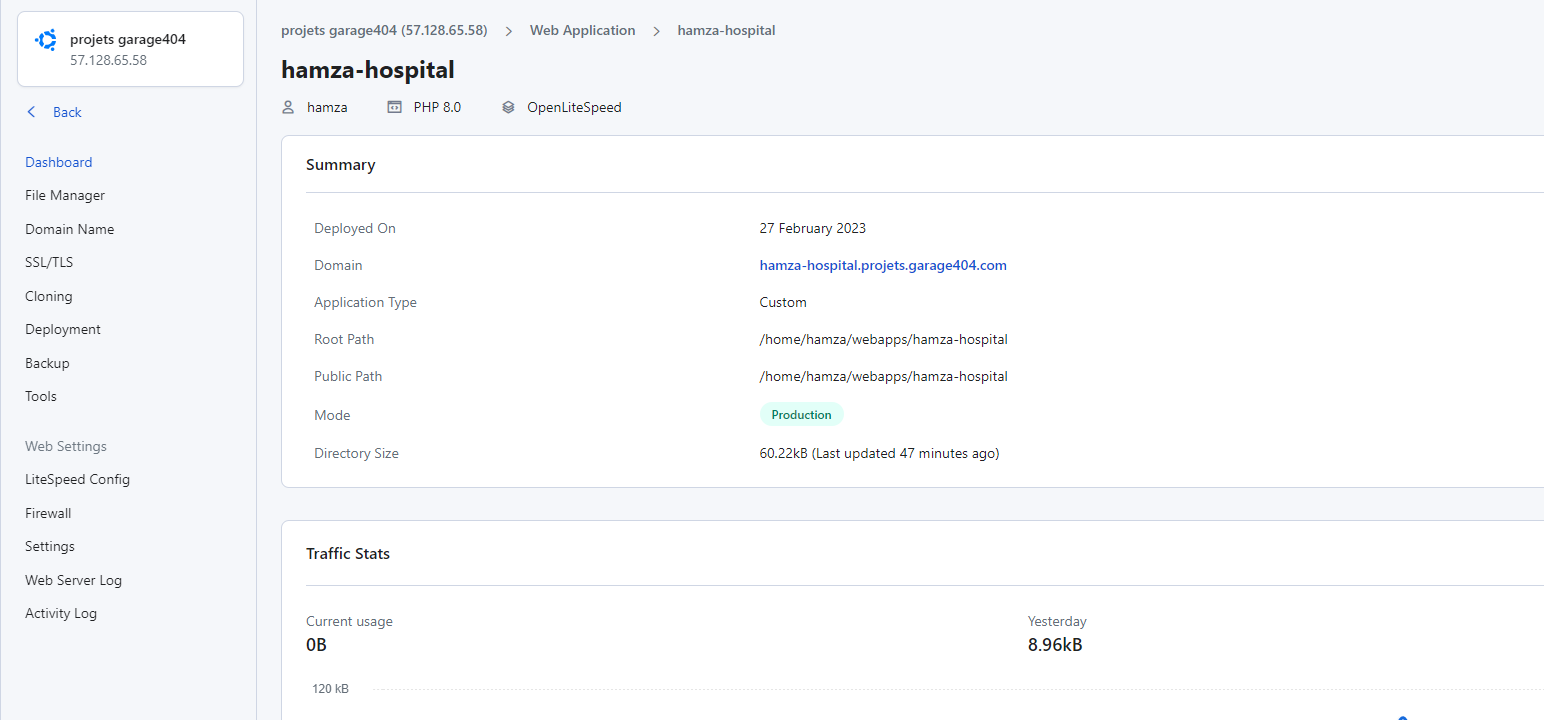 projets garage404
57.128.65.58
Back
Dashboard
File Manager
Domain Name
SSL/TLS
Cloning
Deployment
Backup
Tools
Web Settings
LiteSpeed Config
Firewall
Settings
Web Server Log
Activity Log
projets garage404 (57.128.65.58) > Web Application > hamza-hospital
hamza-hospital
hamza PHP 8.0 OpenLiteSpeed
Summary
Deployed On 27 February 2023
Domain hamza-hospital.projets.garage404.com
Application Type Custom
Root Path /home/hamza/webapps/hamza-hospital
Public Path /home/hamza/webapps/hamza-hospital
Mode Production
Directory Size 60.22kB (Last updated 47 minutes ago)
Traffic Stats
Current usage Yesterday
0B 8.96kB
120 kB